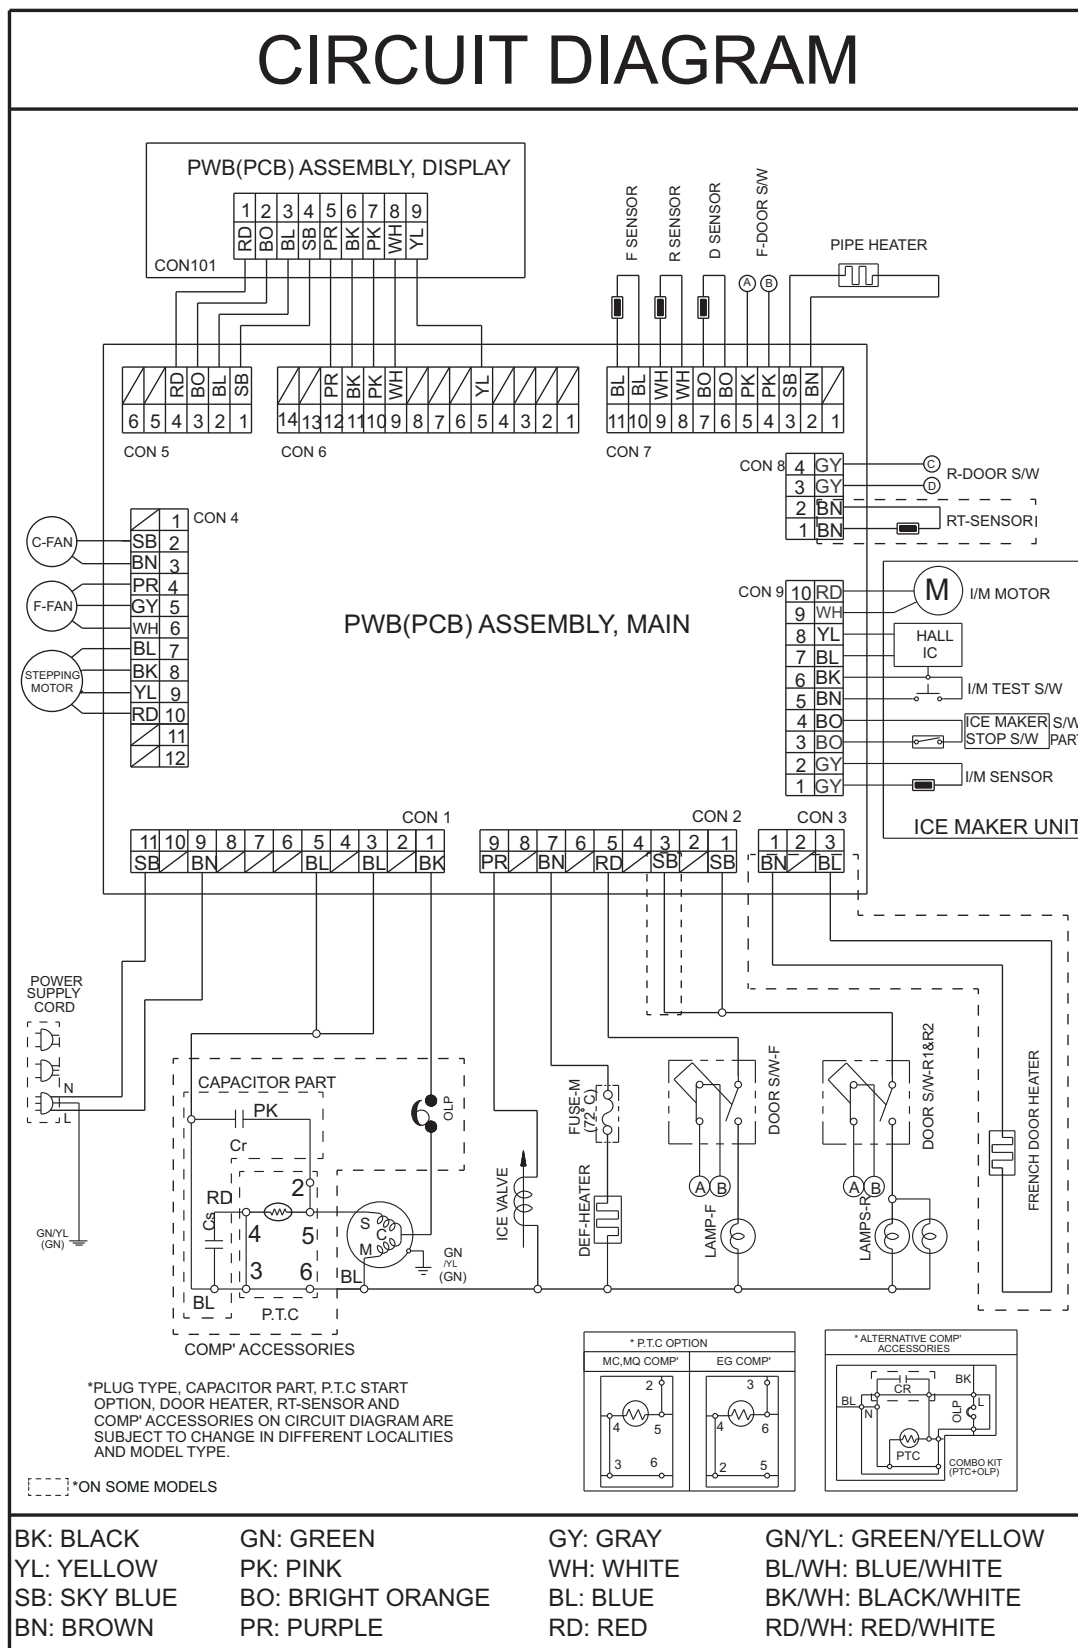 CIRCUIT DIAGRAM
PWB(PCB) ASSEMBLY, DISPLAY
1 2 3 4 5 6 7 8 9
RD BO BL SB PR BK PK WH YL
CON101
F SENSOR
R SENSOR
D SENSOR
F-DOOR S/W
A B
PIPE HEATER
RD BO BL SB
6 5 4 3 2 1
CON 5
PR BK PK WH YL
14 13 12 11 10 9 8 7 6 5 4 3 2 1
CON 6
BL BL WH WH BO BO PK PK SB BN
11 10 9 8 7 6 5 4 3 2 1
CON 7
CON 8
4 GY
3 GY
2 BN
1 BN
C
D
R-DOOR S/W
RT-SENSOR
CON 4
1
SB 2
BN 3
PR 4
GY 5
WH 6
BL 7
BK 8
YL 9
RD 10
11
12
C-FAN
F-FAN
STEPPING
MOTOR
PWB(PCB) ASSEMBLY, MAIN
CON 9
10 RD
9 WH
8 YL
7 BL
6 BK
5 BN
4 BO
3 BO
2 GY
1 GY
M
I/M MOTOR
HALL
IC
I/M TEST S/W
ICE MAKER S/W
STOP S/W PART
I/M SENSOR
ICE MAKER UNIT
CON 1
11 10 9 8 7 6 5 4 3 2 1
SB BN BL BL BK
CON 2
9 8 7 6 5 4 3 2 1
PR BN RD SB SB
CON 3
1 2 3
BN BL
POWER
SUPPLY
CORD
N
L
GN/YL
(GN)
CAPACITOR PART
PK
Cr
RD
Cs
2
4 5
3 6
BL
P.T.C
COMP' ACCESSORIES
OLP
S
C
M
BL
GN
/YL
(GN)
ICE VALVE
FUSE-M
(72°C)
DEF-HEATER
DOOR S/W-F
A B
LAMP-F
DOOR S/W-R1&R2
A B
LAMPS-R
FRENCH DOOR HEATER
* P.T.C OPTION
MC,MQ COMP' EG COMP'
2
4 5
3 6
3
4 6
2 5
* ALTERNATIVE COMP'
ACCESSORIES
CR
BK
BL
N
L
OLP
PTC
COMBO KIT
(PTC+OLP)
*PLUG TYPE, CAPACITOR PART, P.T.C START
OPTION, DOOR HEATER, RT-SENSOR AND
COMP' ACCESSORIES ON CIRCUIT DIAGRAM ARE
SUBJECT TO CHANGE IN DIFFERENT LOCALITIES
AND MODEL TYPE.
*ON SOME MODELS
BK: BLACK GN: GREEN GY: GRAY GN/YL: GREEN/YELLOW
YL: YELLOW PK: PINK WH: WHITE BL/WH: BLUE/WHITE
SB: SKY BLUE BO: BRIGHT ORANGE BL: BLUE BK/WH: BLACK/WHITE
BN: BROWN PR: PURPLE RD: RED RD/WH: RED/WHITE